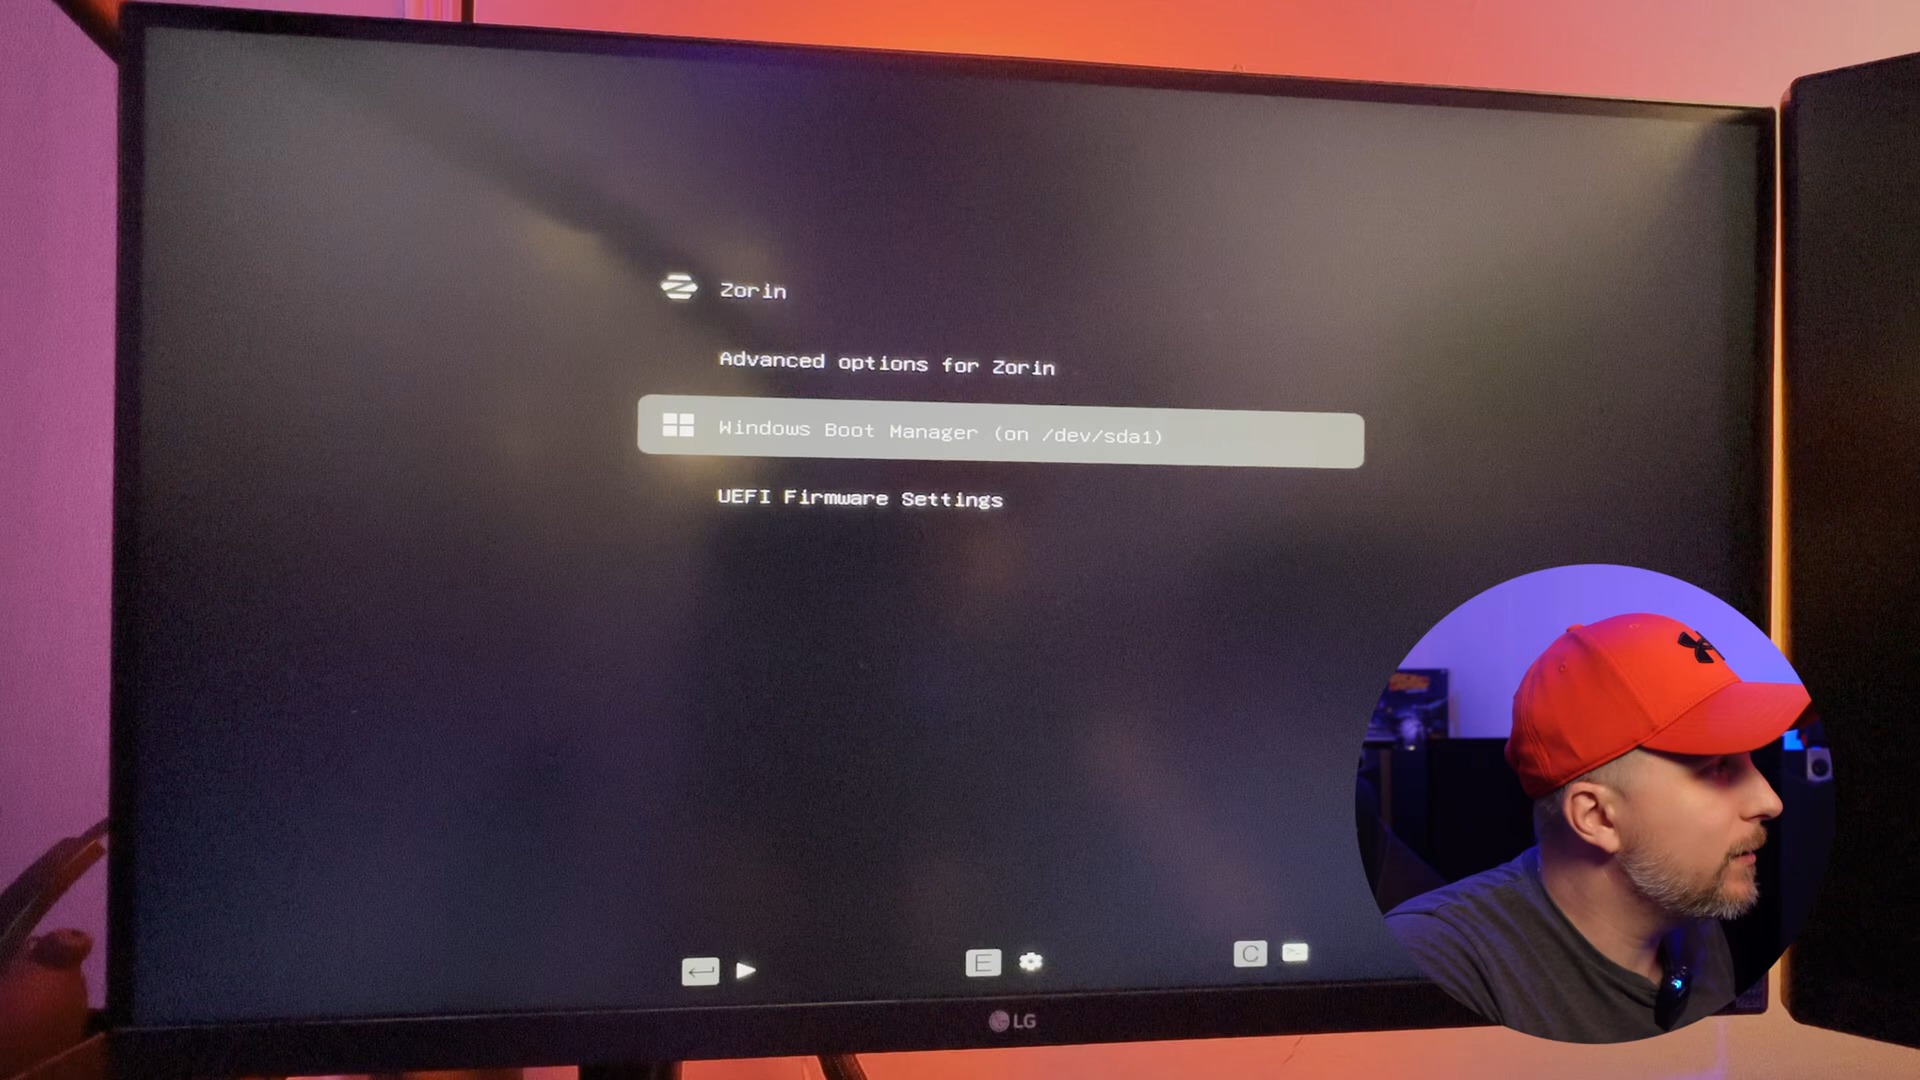 Zorin
Advanced options for Zorin
Windows Boot Manager (on /dev/sda1)
UEFI Firmware Settings
E
C
LG